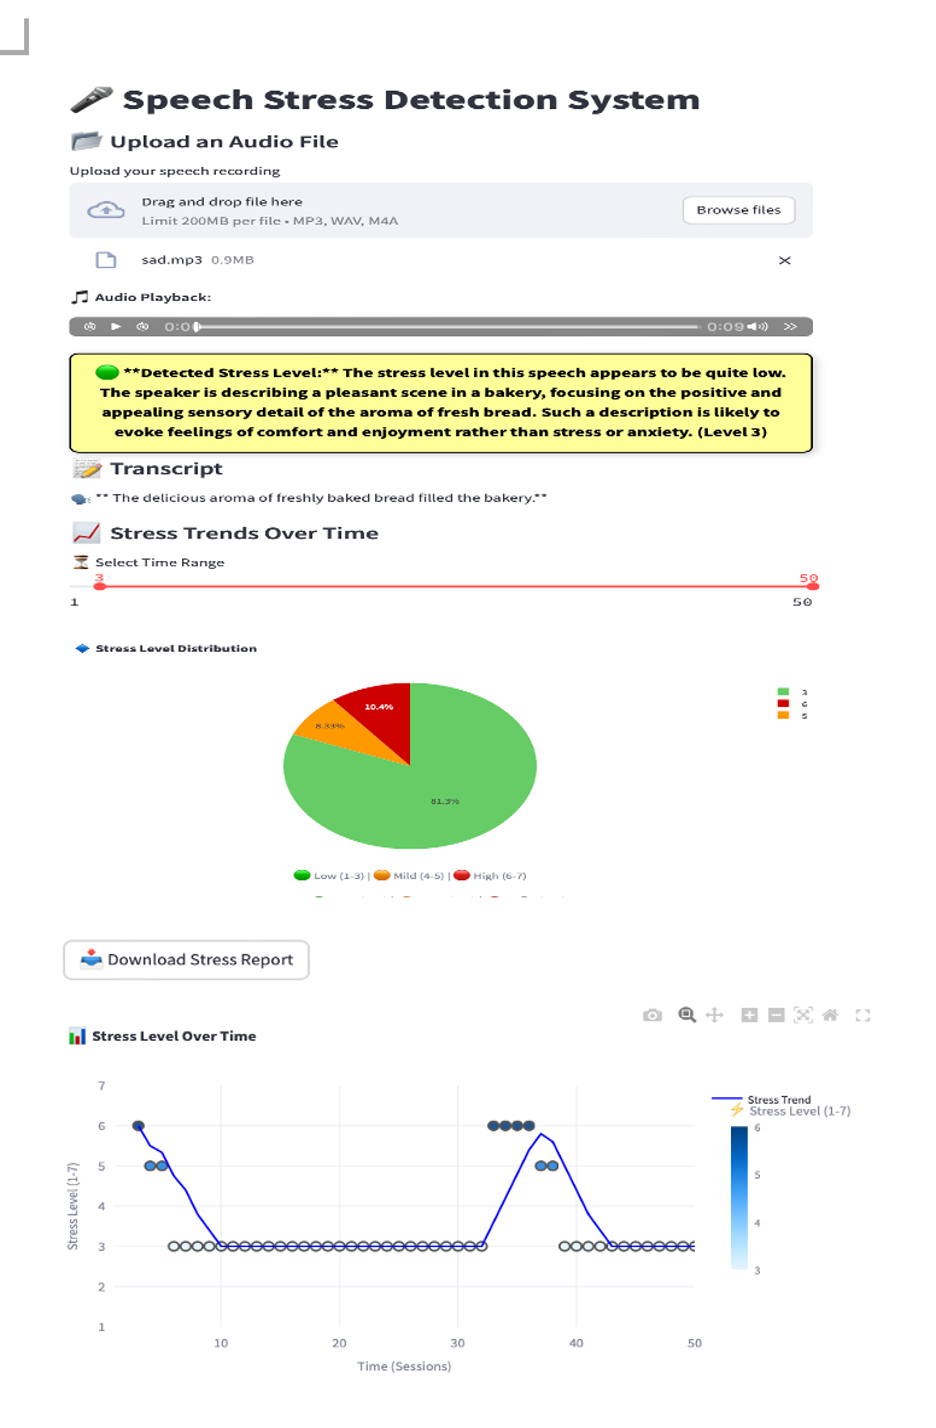 Speech Stress Detection System
Upload an Audio File
Upload your speech recording
Drag and drop file here
Limit 200MB per file • MP3, WAV, M4A
Browse files
sad.mp3 0.9MB
Audio Playback:
0:0
0:09
**Detected Stress Level:** The stress level in this speech appears to be quite low.
The speaker is describing a pleasant scene in a bakery, focusing on the positive and
appealing sensory detail of the aroma of fresh bread. Such a description is likely to
evoke feelings of comfort and enjoyment rather than stress or anxiety. (Level 3)
Transcript
** The delicious aroma of freshly baked bread filled the bakery.**
Stress Trends Over Time
Select Time Range
3
50
1
50
Stress Level Distribution
10.4%
8.33%
81.3%
3
6
5
Low (1-3) | Mild (4-5) | High (6-7)
Download Stress Report
Stress Level Over Time
Stress Trend
Stress Level (1-7)
7
6
5
4
3
2
1
Stress Level (1-7)
6
5
4
3
10
20
30
40
50
Time (Sessions)